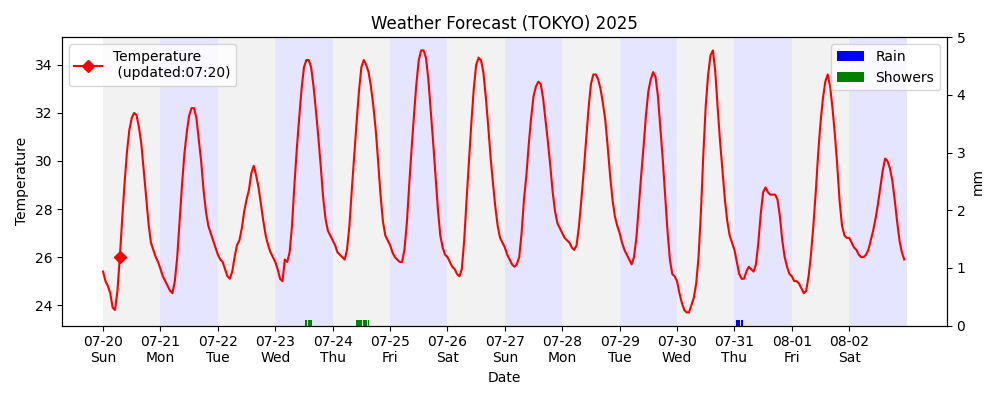 Weather Forecast (TOKYO) 2025
Temperature
(updated:07:20)
Rain
Showers
Temperature
34
32
30
28
26
24
5
4
3
2
1
0
mm
07-20 07-21 07-22 07-23 07-24 07-25 07-26 07-27 07-28 07-29 07-30 07-31 08-01 08-02
Sun Mon Tue Wed Thu Fri Sat Sun Mon Tue Wed Thu Fri Sat
Date